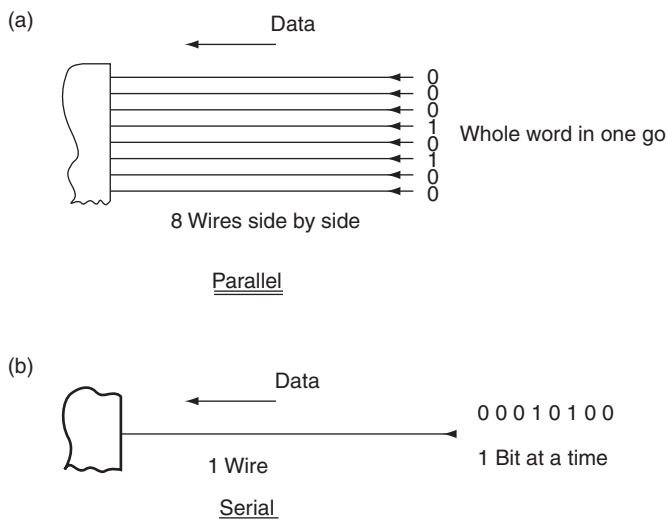 (a)
Data
0
0
0
1
0
1
0
0
Whole word in one go
8 Wires side by side
Parallel
(b)
Data
0 0 0 1 0 1 0 0
1 Wire
1 Bit at a time
Serial